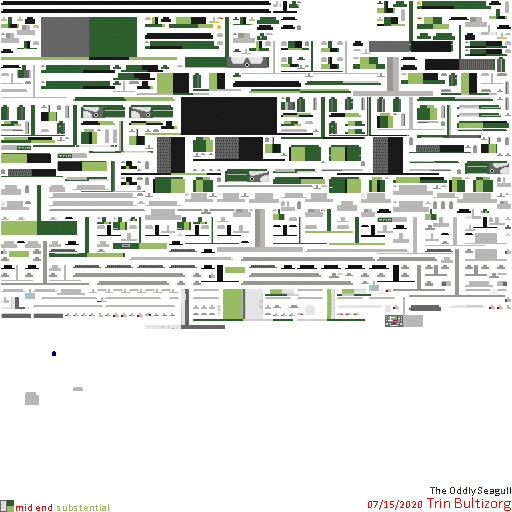 The Oddly Seagull
07/15/2020 Trin Bultizorg
mid end substential